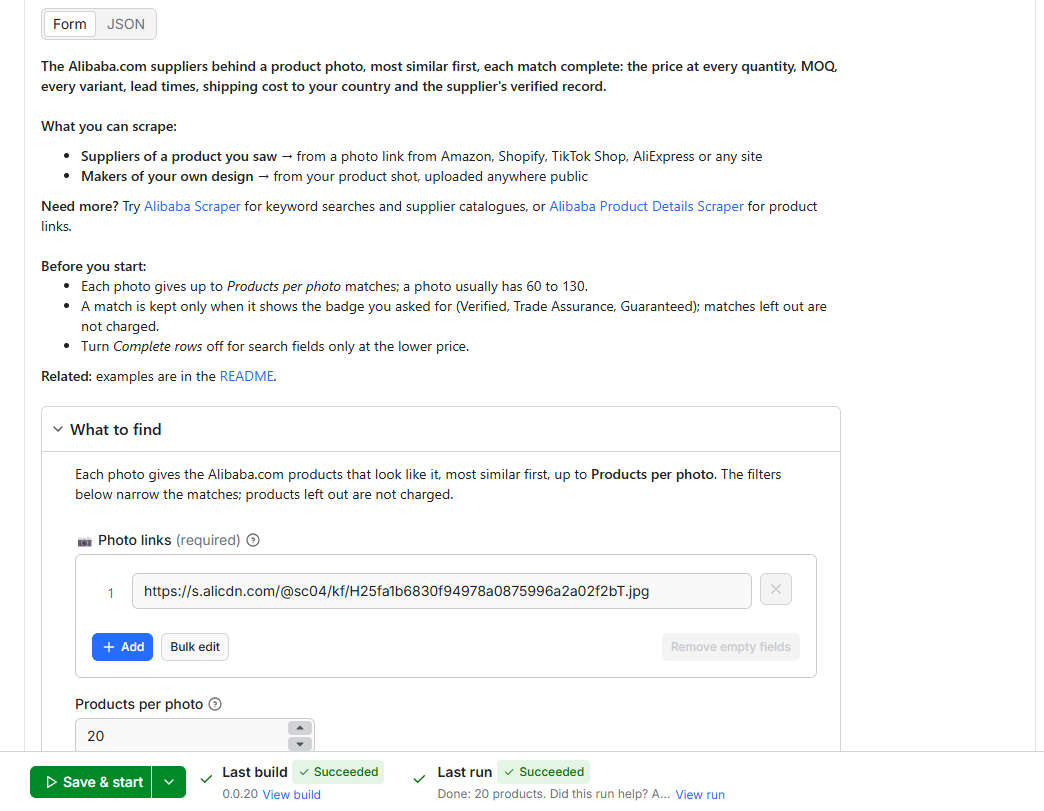 Form JSON
The Alibaba.com suppliers behind a product photo, most similar first, each match complete: the price at every quantity, MOQ,
every variant, lead times, shipping cost to your country and the supplier's verified record.
What you can scrape:
Suppliers of a product you saw → from a photo link from Amazon, Shopify, TikTok Shop, AliExpress or any site
Makers of your own design → from your product shot, uploaded anywhere public
Need more? Try Alibaba Scraper for keyword searches and supplier catalogues, or Alibaba Product Details Scraper for product
links.
Before you start:
Each photo gives up to Products per photo matches; a photo usually has 60 to 130.
A match is kept only when it shows the badge you asked for (Verified, Trade Assurance, Guaranteed); matches left out are
not charged.
Turn Complete rows off for search fields only at the lower price.
Related: examples are in the README.
What to find
Each photo gives the Alibaba.com products that look like it, most similar first, up to Products per photo. The filters
below narrow the matches; products left out are not charged.
Photo links (required) ?
1 https://s.alicdn.com/@sc04/kf/H25fa1b6830f94978a0875996a2a02f2bT.jpg
+ Add Bulk edit Remove empty fields
Products per photo ?
20
Save & start Last build Succeeded Last run Succeeded
0.0.20 View build Done: 20 products. Did this run help? A... View run